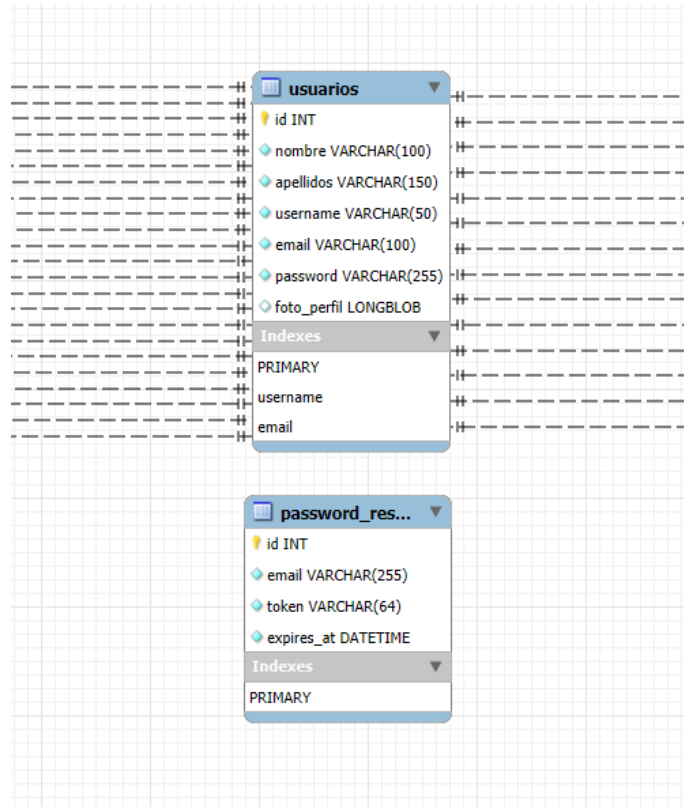 usuarios
id INT
nombre VARCHAR(100)
apellidos VARCHAR(150)
username VARCHAR(50)
email VARCHAR(100)
password VARCHAR(255)
foto_perfil LONGBLOB
Indexes
PRIMARY
username
email
password_res...
id INT
email VARCHAR(255)
token VARCHAR(64)
expires_at DATETIME
Indexes
PRIMARY